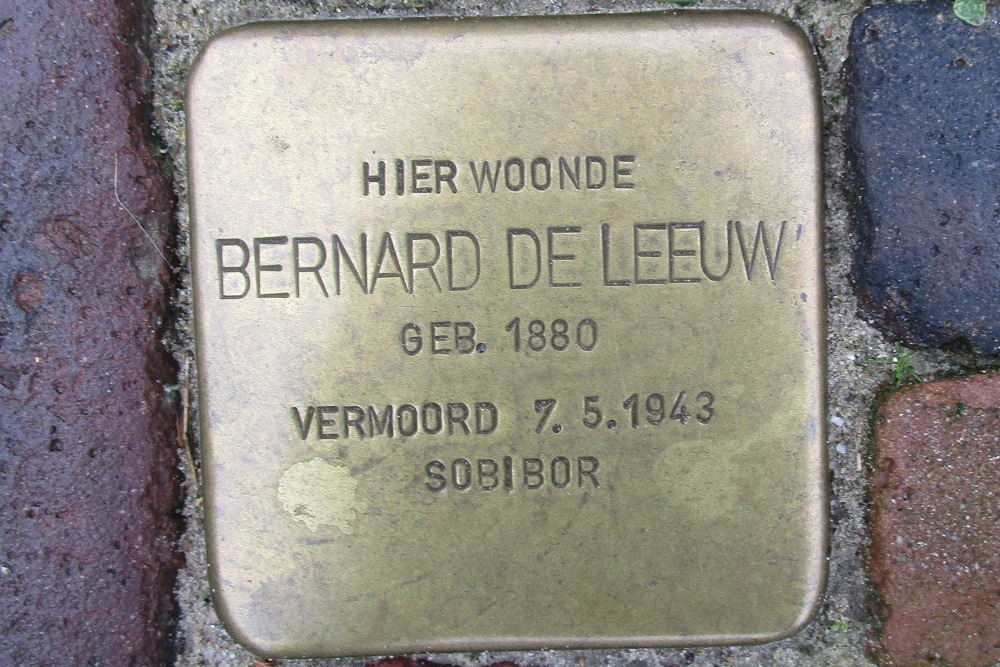 HIER WOONDE
BERNARD DE LEEUW
GEB. 1880
VERMOORD 7.5.1943
SOBIBOR